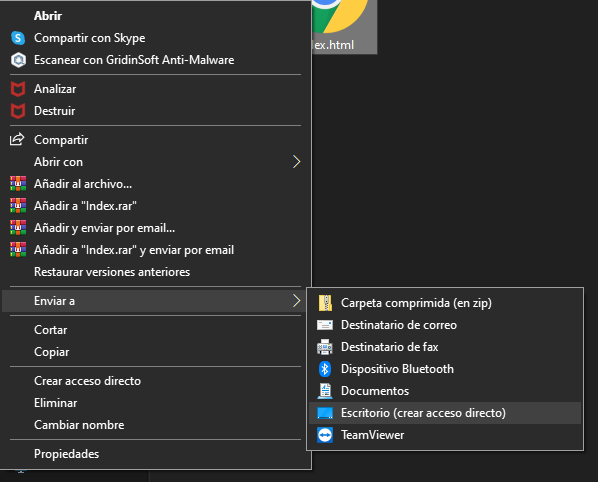 Abrir
Compartir con Skype
Escanear con GridinSoft Anti-Malware
Analizar
Destruir
Compartir
Abrir con
Añadir al archivo...
Añadir a "Index.rar"
Añadir y enviar por email...
Añadir a "Index.rar" y enviar por email
Restaurar versiones anteriores
Enviar a
Cortar
Copiar
Crear acceso directo
Eliminar
Cambiar nombre
Propiedades
dex.html
Carpeta comprimida (en zip)
Destinatario de correo
Destinatario de fax
Dispositivo Bluetooth
Documentos
Escritorio (crear acceso directo)
TeamViewer